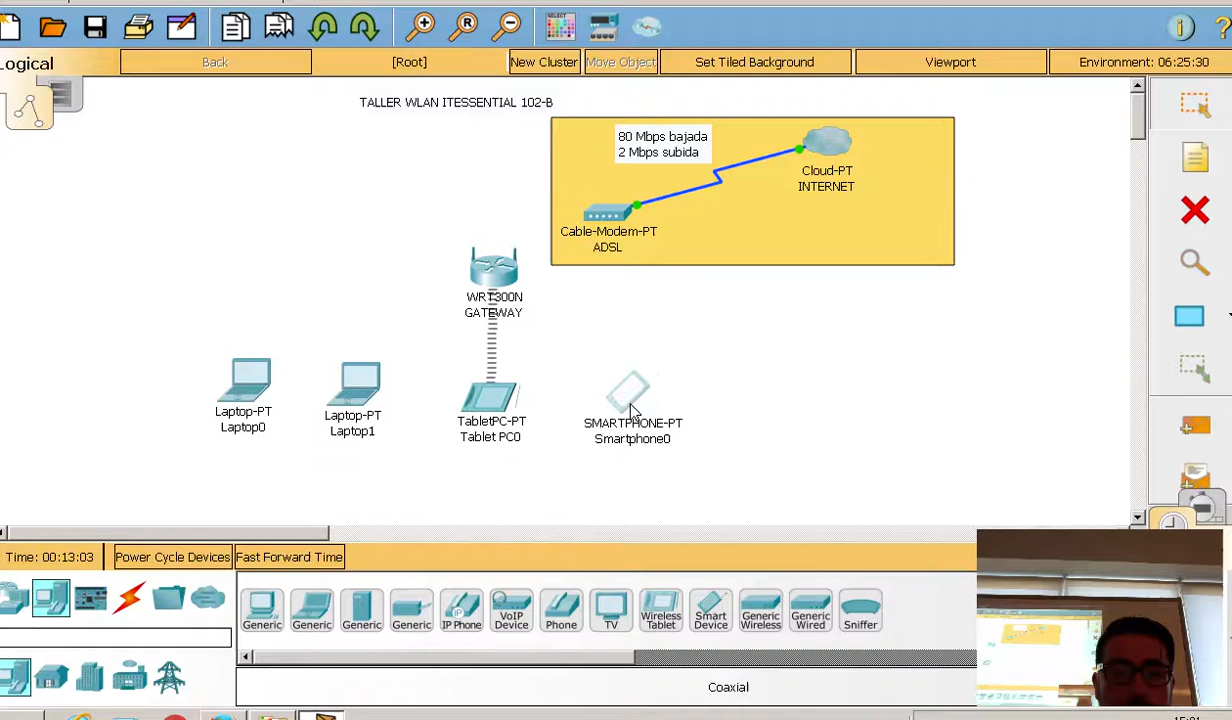 Logical
Back
[Root]
New Cluster
Move Object
Set Tiled Background
Viewport
Environment: 06:25:30
TALLER WLAN ITESSENTIAL 102-B
80 Mbps bajada
2 Mbps subida
Cloud-PT
INTERNET
Cable-Modem-PT
ADSL
WRT300N
GATEWAY
Laptop-PT
Laptop0
Laptop-PT
Laptop1
TabletPC-PT
Tablet PC0
SMARTPHONE-PT
Smartphone0
Time: 00:13:03
Power Cycle Devices
Fast Forward Time
Generic
Generic
Generic
Generic
IP Phone
VoIP
Device
Phone
TV
Wireless
Tablet
Smart
Device
Generic
Wireless
Generic
Wired
Sniffer
Coaxial